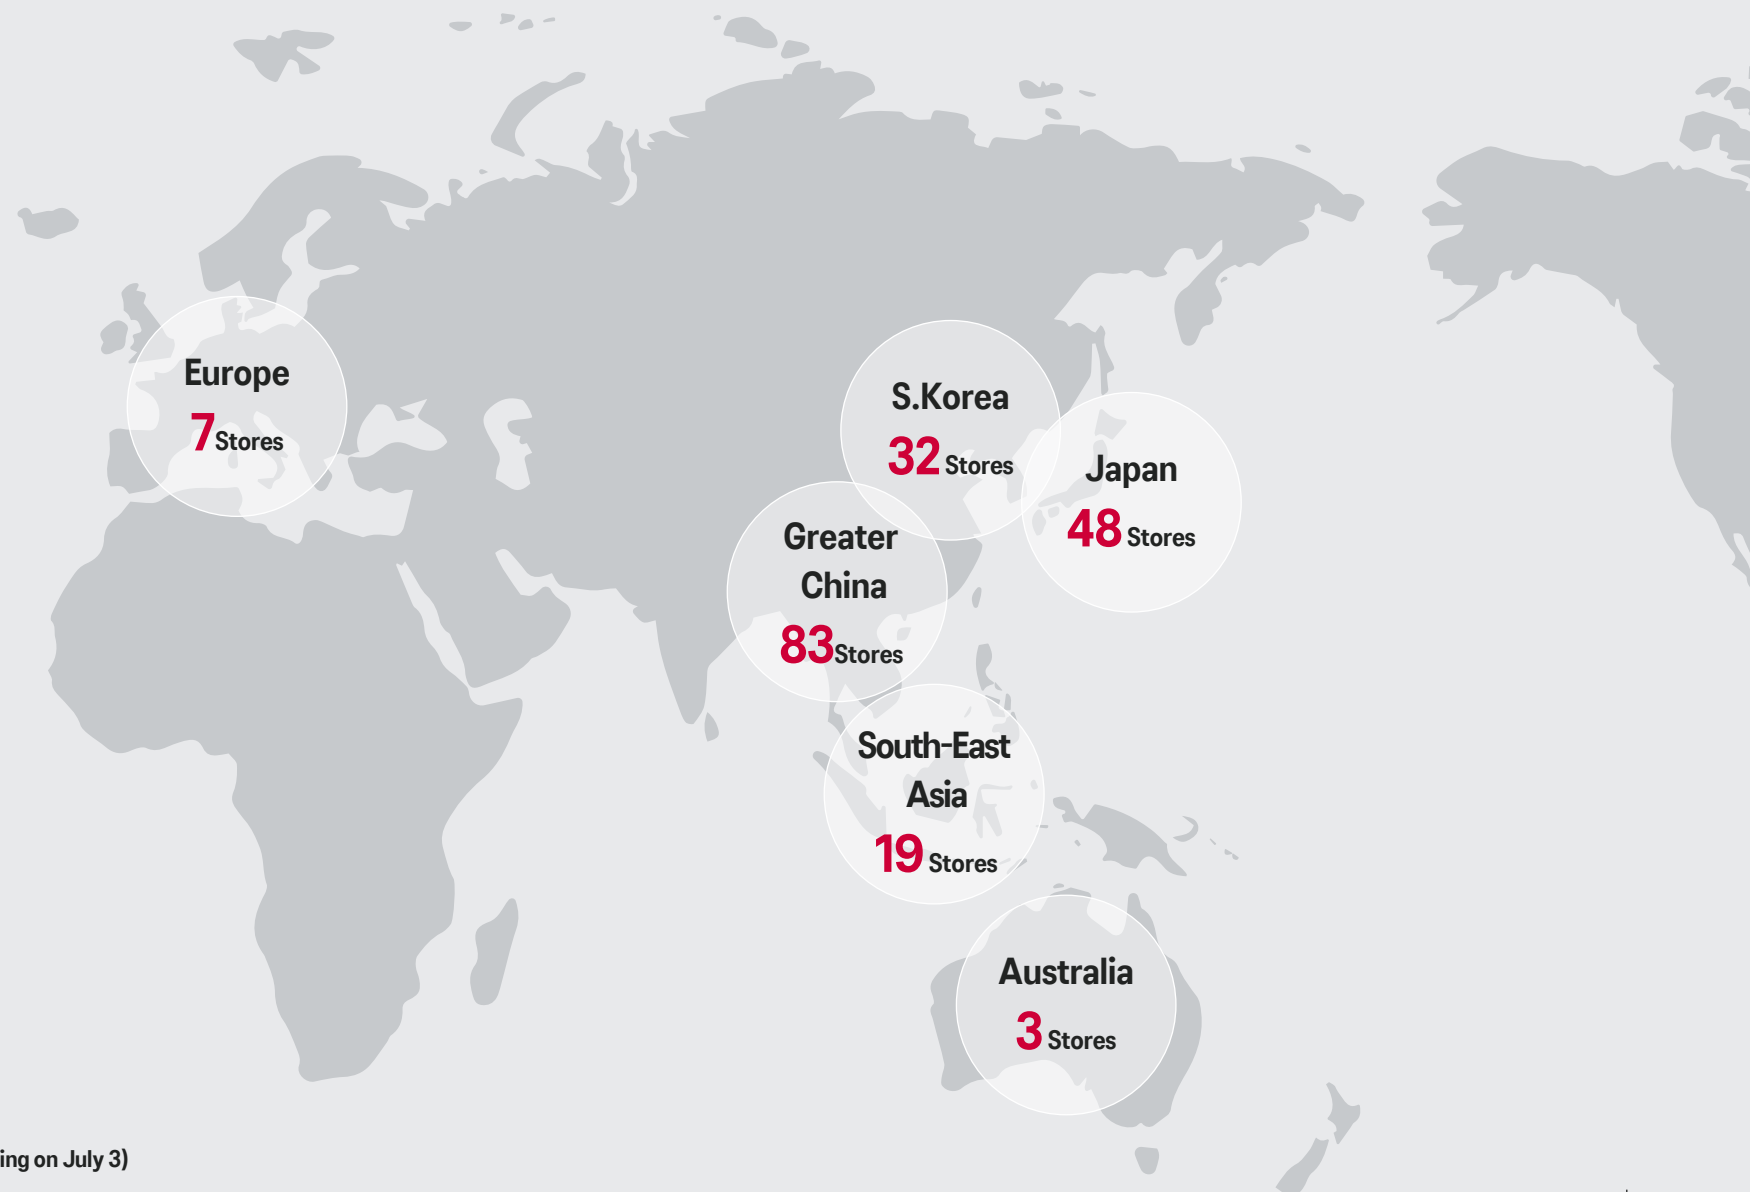 Europe
7 Stores
S.Korea
32 Stores
Japan
48 Stores
Greater
China
83 Stores
South-East
Asia
19 Stores
Australia
3 Stores
ing on July 3)